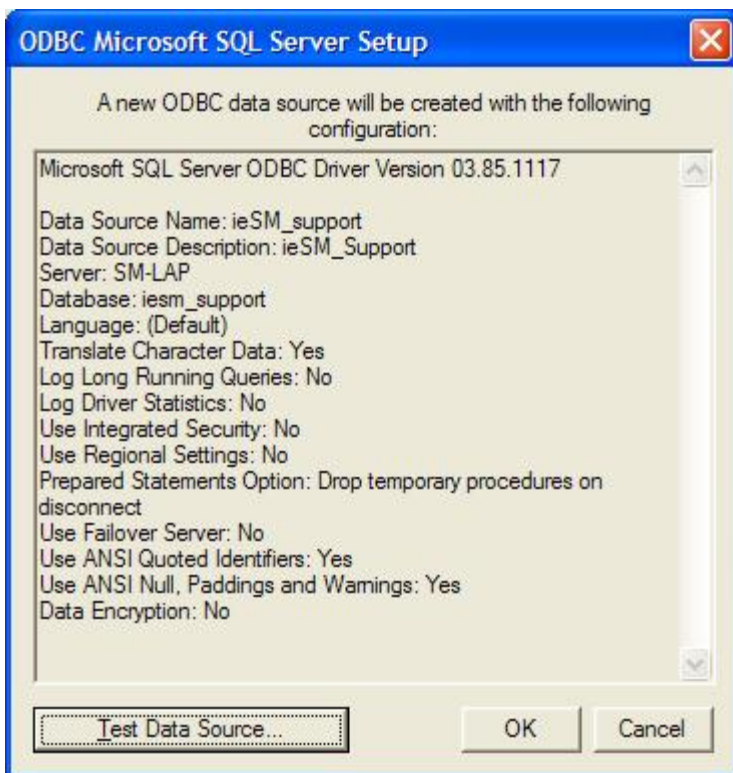 ODBC Microsoft SQL Server Setup
A new ODBC data source will be created with the following
configuration:
Microsoft SQL Server ODBC Driver Version 03.85.1117
Data Source Name: ieSM_support
Data Source Description: ieSM_Support
Server: SM-LAP
Database: iesm_support
Language: (Default)
Translate Character Data: Yes
Log Long Running Queries: No
Log Driver Statistics: No
Use Integrated Security: No
Use Regional Settings: No
Prepared Statements Option: Drop temporary procedures on
disconnect
Use Failover Server: No
Use ANSI Quoted Identifiers: Yes
Use ANSI Null, Paddings and Warnings: Yes
Data Encryption: No
Test Data Source...
OK
Cancel